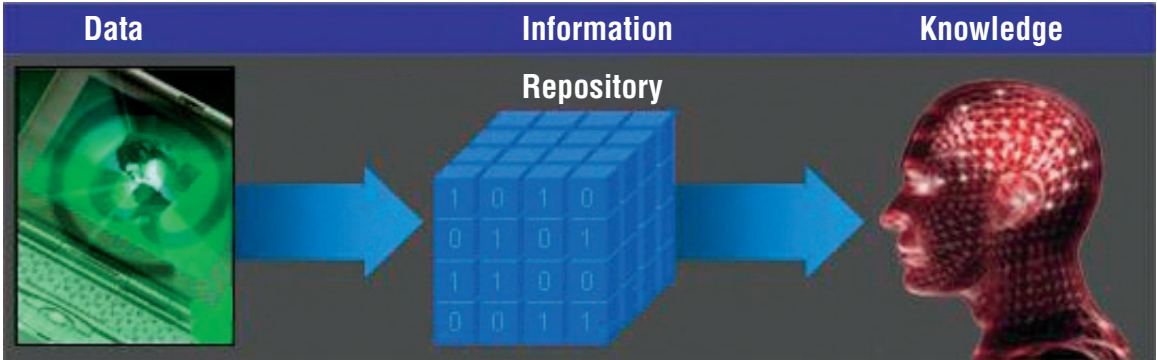 Data Information Knowledge
Repository
1 0 1 0
0 1 0 1
1 1 0 0
0 0 1 1